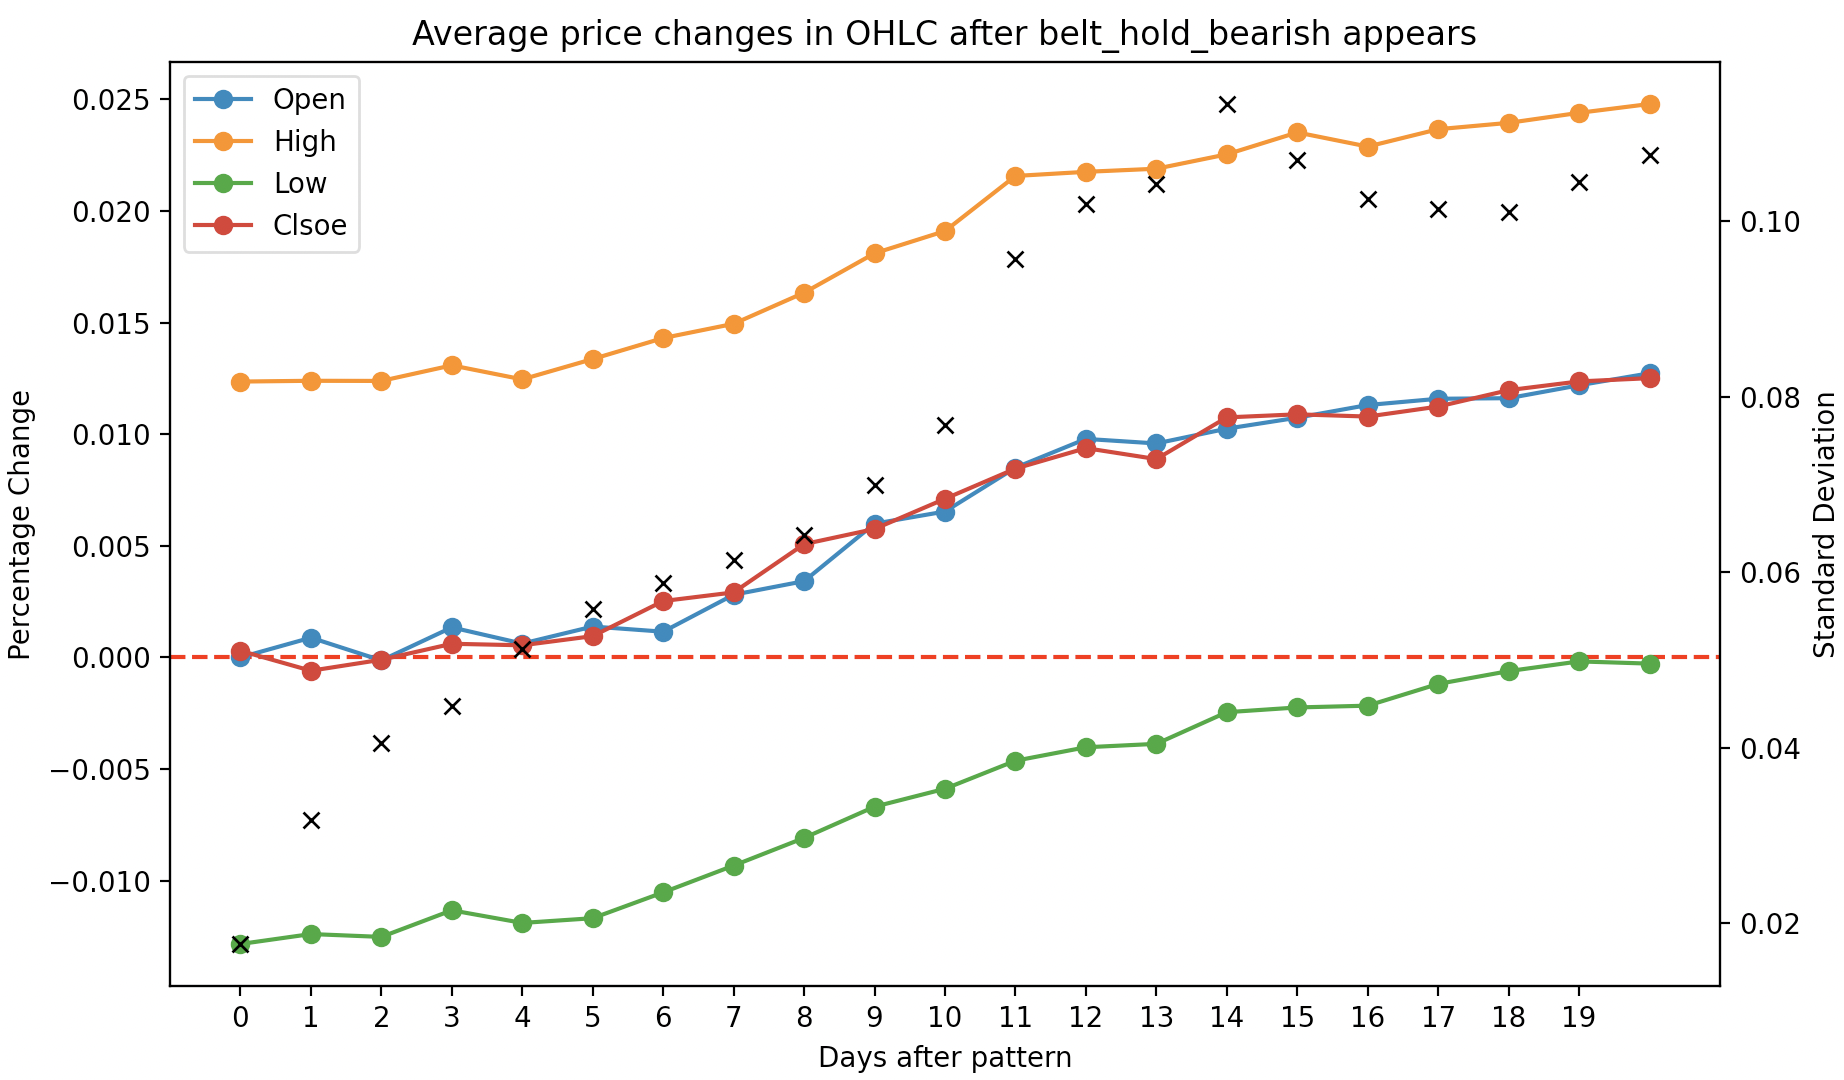 Average price changes in OHLC after belt_hold_bearish appears
Open
High
Low
Clsoe
0.025
0.020
0.015
0.010
0.005
0.000
−0.005
−0.010
Percentage Change
0.10
0.08
0.06
0.04
0.02
Standard Deviation
0 1 2 3 4 5 6 7 8 9 10 11 12 13 14 15 16 17 18 19
Days after pattern